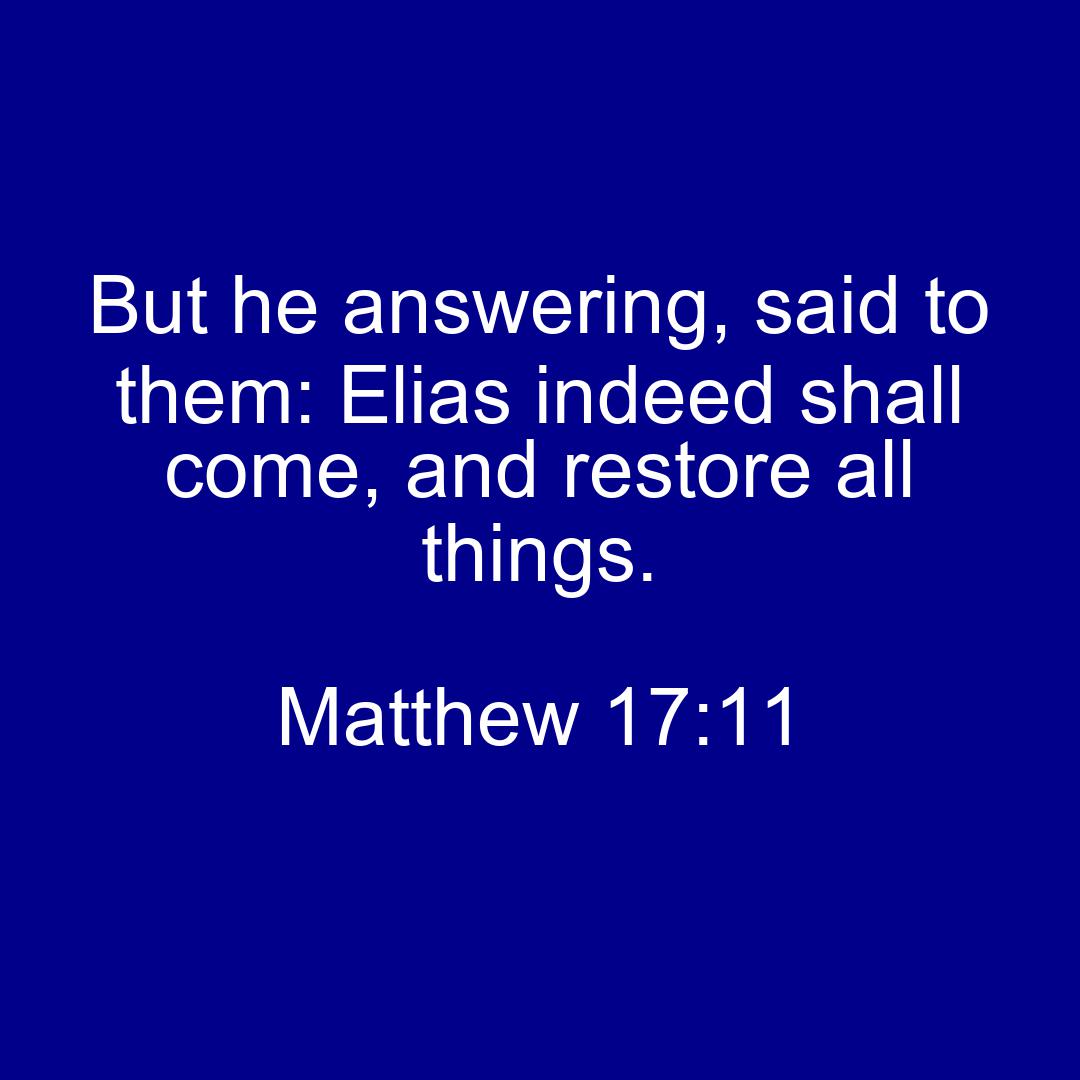 But he answering, said to
them: Elias indeed shall
come, and restore all
things.
Matthew 17:11